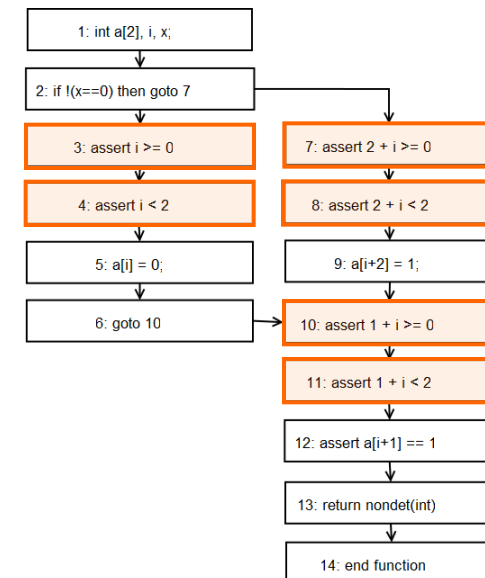 1: int a[2], i, x;
2: if !(x==0) then goto 7
3: assert i >= 0
4: assert i < 2
5: a[i] = 0;
6: goto 10
7: assert 2 + i >= 0
8: assert 2 + i < 2
9: a[i+2] = 1;
10: assert 1 + i >= 0
11: assert 1 + i < 2
12: assert a[i+1] == 1
13: return nondet(int)
14: end function